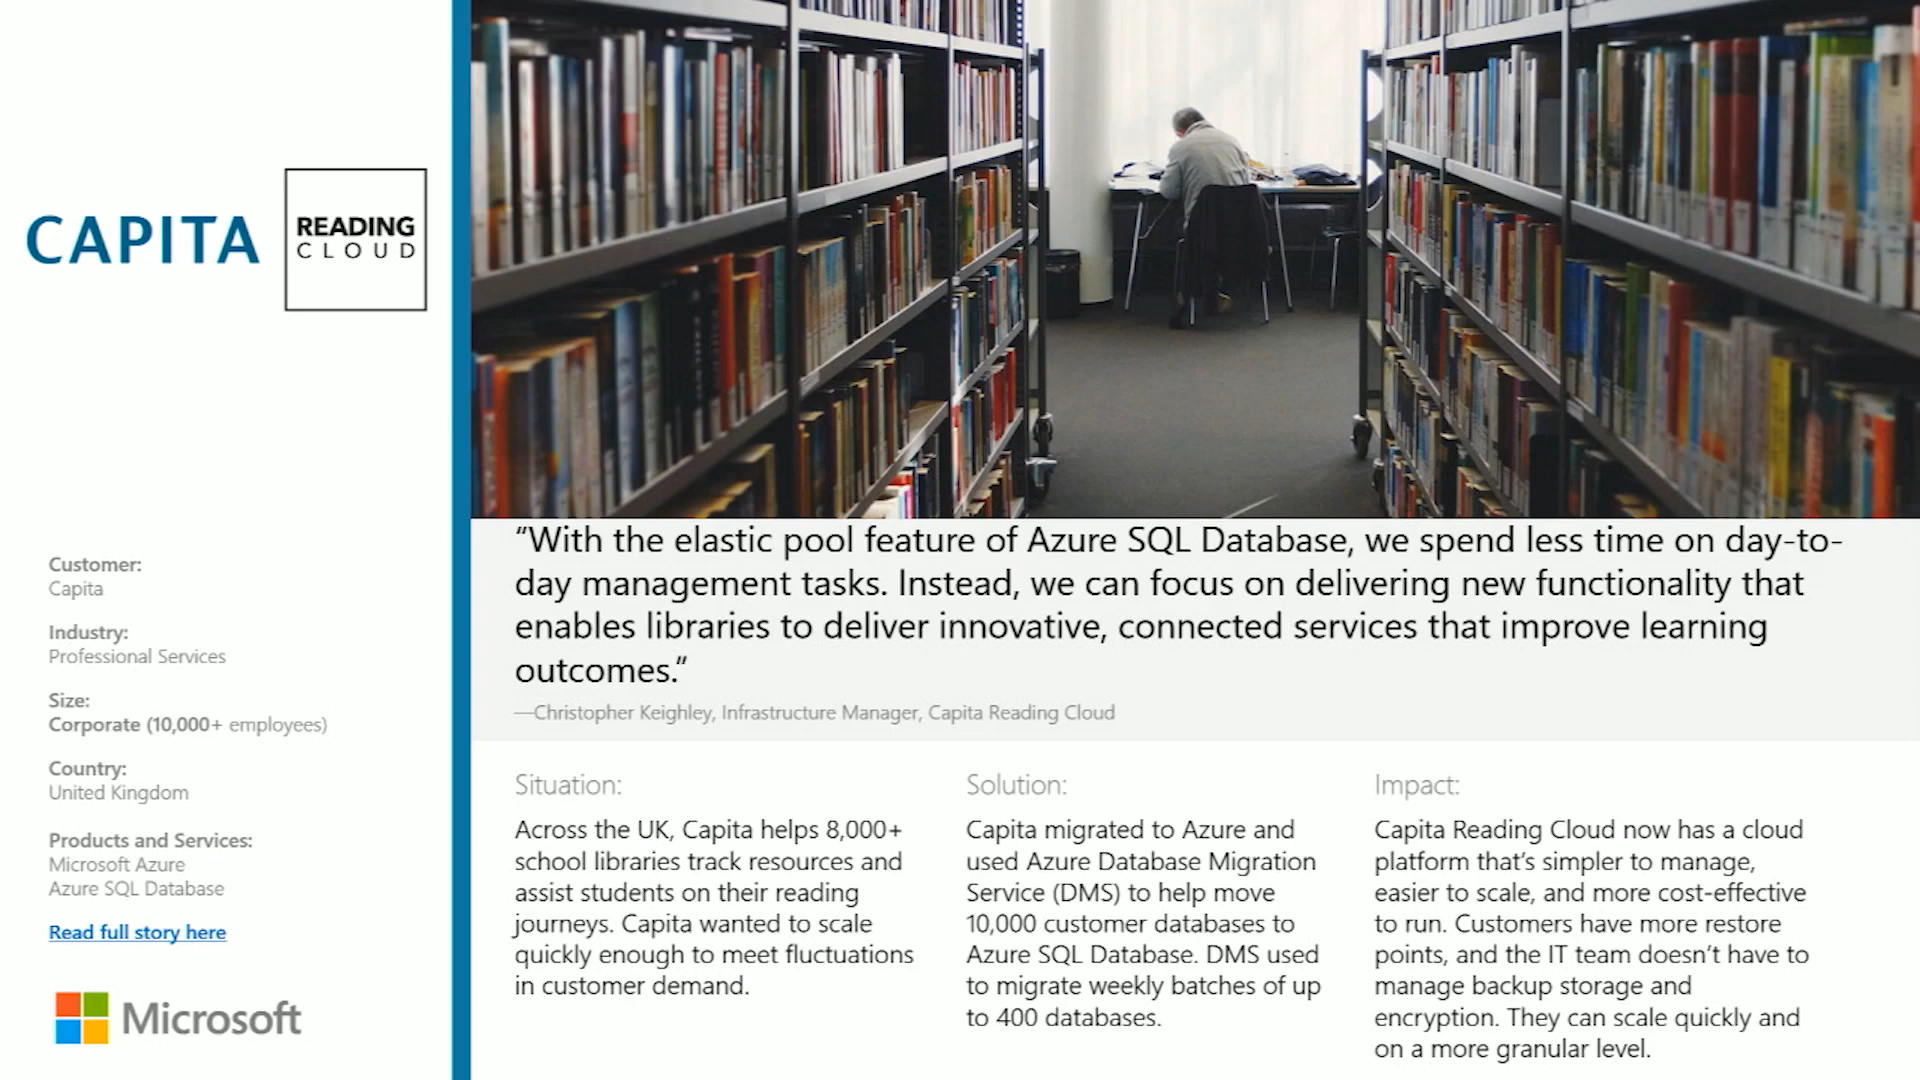 CAPITA
READING
CLOUD
Customer:
Capita
Industry:
Professional Services
Size:
Corporate (10,000+ employees)
Country:
United Kingdom
Products and Services:
Microsoft Azure
Azure SQL Database
Read full story here
Microsoft
“With the elastic pool feature of Azure SQL Database, we spend less time on day-to-
day management tasks. Instead, we can focus on delivering new functionality that
enables libraries to deliver innovative, connected services that improve learning
outcomes.”
—Christopher Keighley, Infrastructure Manager, Capita Reading Cloud
Situation:
Across the UK, Capita helps 8,000+
school libraries track resources and
assist students on their reading
journeys. Capita wanted to scale
quickly enough to meet fluctuations
in customer demand.
Solution:
Capita migrated to Azure and
used Azure Database Migration
Service (DMS) to help move
10,000 customer databases to
Azure SQL Database. DMS used
to migrate weekly batches of up
to 400 databases.
Impact:
Capita Reading Cloud now has a cloud
platform that’s simpler to manage,
easier to scale, and more cost-effective
to run. Customers have more restore
points, and the IT team doesn’t have to
manage backup storage and
encryption. They can scale quickly and
on a more granular level.